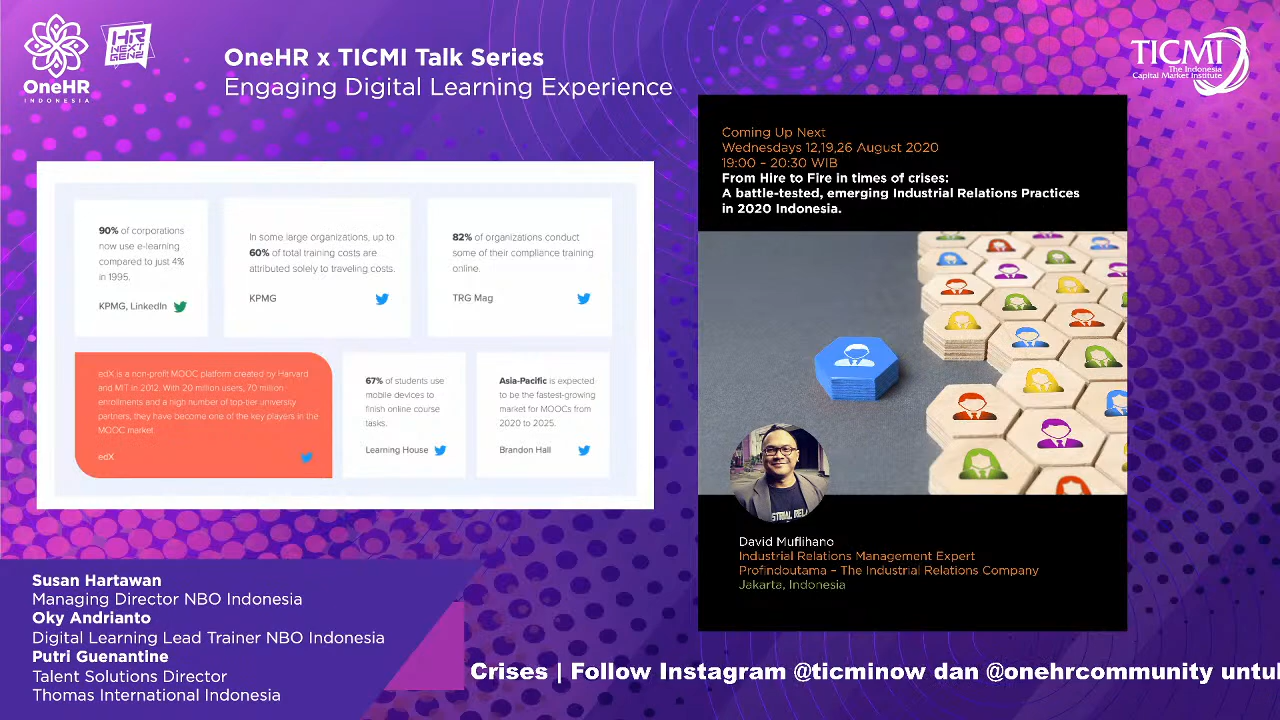 OneHR
INDONESIA
HR
NEXT
GEN
OneHR x TICMI Talk Series
Engaging Digital Learning Experience
TICMI
The Indonesia
Capital Market Institute
90% of corporations
now use e-learning
compared to just 4%
in 1995.
KPMG, LinkedIn
In some large organizations, up to
60% of total training costs are
attributed solely to traveling costs.
KPMG
82% of organizations conduct
some of their compliance training
online.
TRG Mag
edX is a non-profit MOOC platform created by Harvard
and MIT in 2012. With 20 million users, 70 million
enrollments and a high number of top-tier university
partners, they have become one of the key players in the
MOOC market
edX
67% of students use
mobile devices to
finish online course
tasks.
Learning House
Asia-Pacific is expected
to be the fastest-growing
market for MOOCs from
2020 to 2025.
Brandon Hall
Coming Up Next
Wednesdays 12,19,26 August 2020
19:00 – 20:30 WIB
From Hire to Fire in times of crises:
A battle-tested, emerging Industrial Relations Practices
in 2020 Indonesia.
David Muflihano
Industrial Relations Management Expert
Profindoutama – The Industrial Relations Company
Jakarta, Indonesia
Susan Hartawan
Managing Director NBO Indonesia
Oky Andrianto
Digital Learning Lead Trainer NBO Indonesia
Putri Guenantine
Talent Solutions Director
Thomas International Indonesia
Crises | Follow Instagram @ticminow dan @onehrcommunity untu